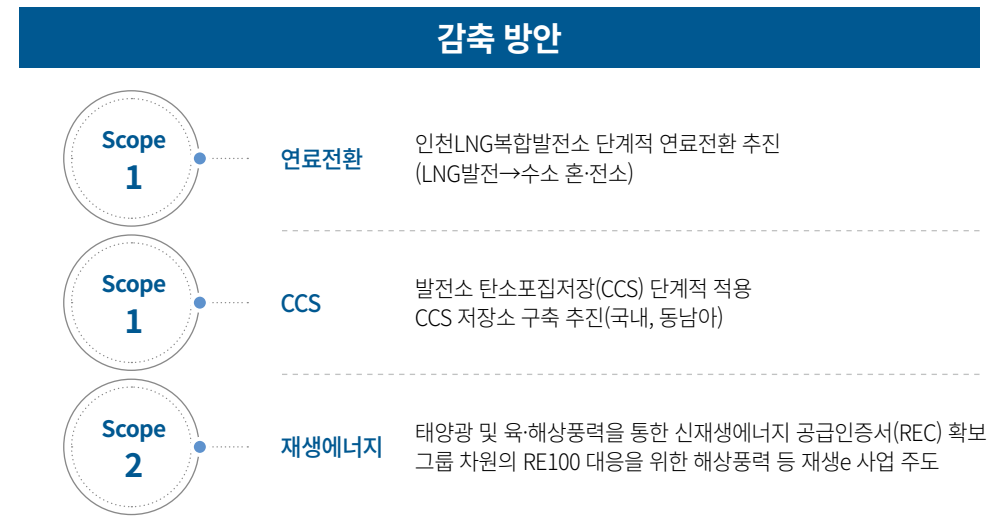 감축 방안
Scope
1
연료전환
인천LNG복합발전소 단계적 연료전환 추진
(LNG발전→수소 혼·전소)
Scope
1
CCS
발전소 탄소포집저장(CCS) 단계적 적용
CCS 저장소 구축 추진(국내, 동남아)
Scope
2
재생에너지
태양광 및 육·해상풍력을 통한 신재생에너지 공급인증서(REC) 확보
그룹 차원의 RE100 대응을 위한 해상풍력 등 재생e 사업 주도